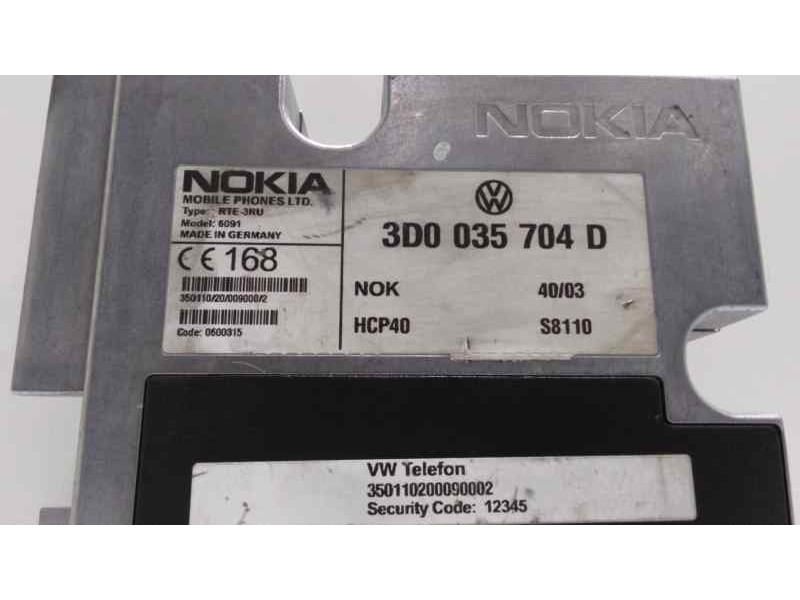 NOKIA
NOKIA
MOBILE PHONES LTD.
Type: RTE-3RU
Model: 6091
MADE IN GERMANY
CE 168
350110/20/009000/2
Code: 0600315
VW
3D0 035 704 D
NOK 40/03
HCP40 S8110
VW Telefon
350110200090002
Security Code: 12345